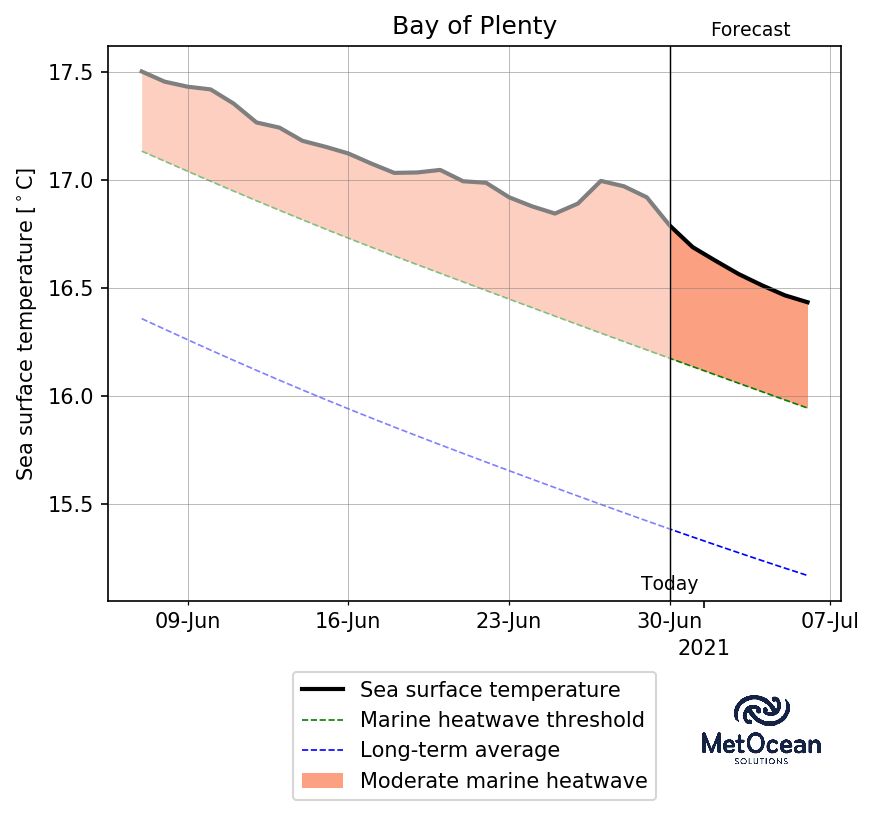 Bay of Plenty
Forecast
Sea surface temperature [°C]
17.5
17.0
16.5
16.0
15.5
Today
09-Jun 16-Jun 23-Jun 30-Jun 07-Jul
2021
Sea surface temperature
Marine heatwave threshold
Long-term average
Moderate marine heatwave
MetOcean
SOLUTIONS